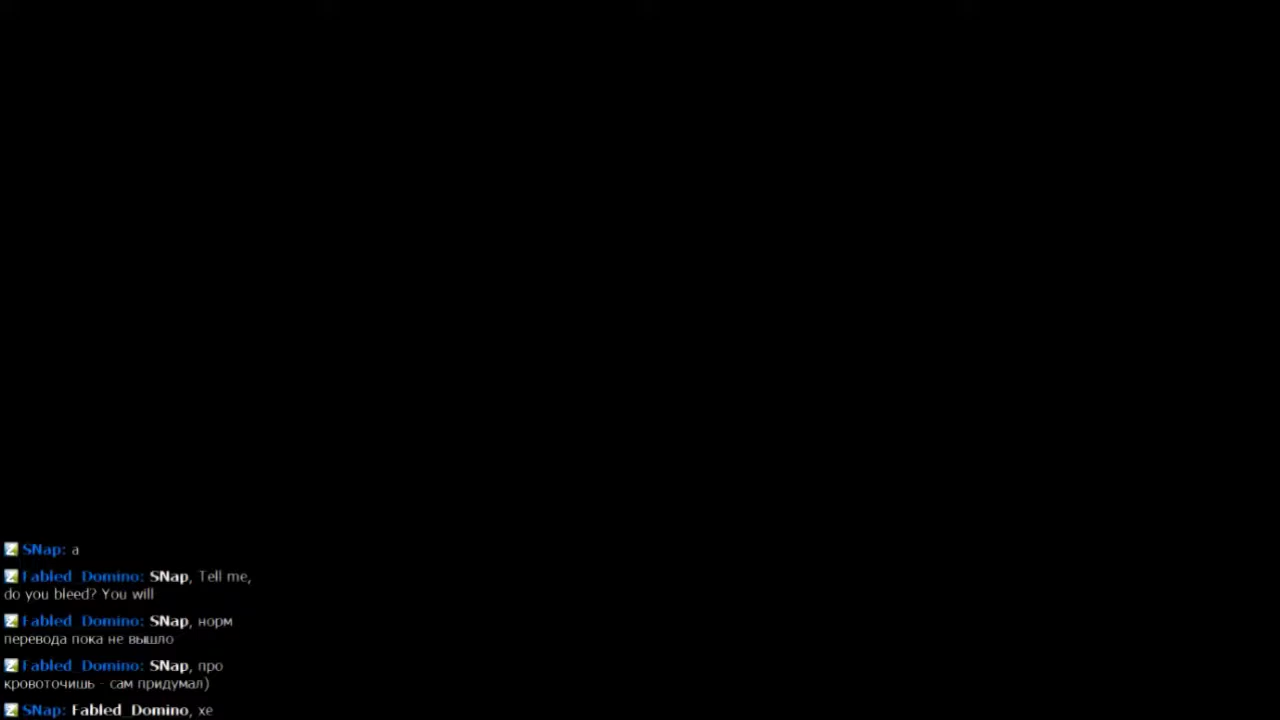 SNap: а
Fabled_Domino: SNap, Tell me,
do you bleed? You will
Fabled_Domino: SNap, норм
перевода пока не вышло
Fabled_Domino: SNap, про
кровоточишь - сам придумал)
SNap: Fabled_Domino, хе